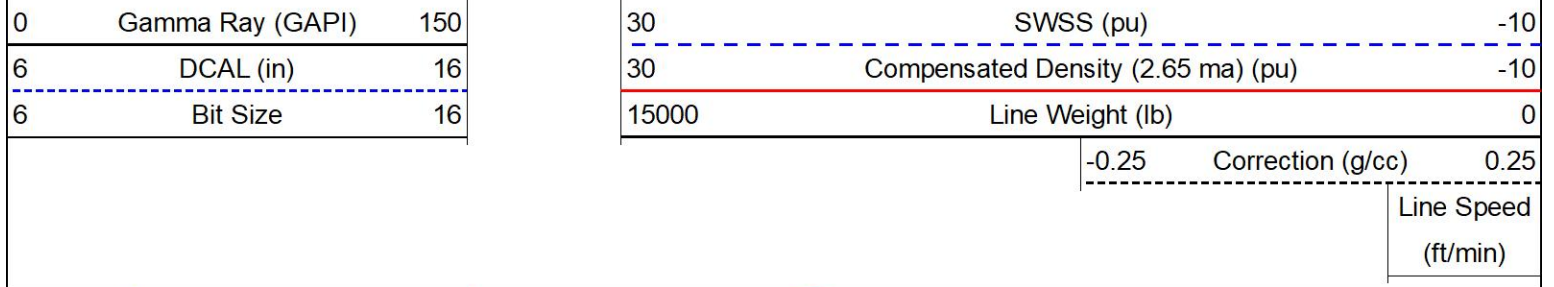 0 Gamma Ray (GAPI) 150 30 SWSS (pu) -10
6 DCAL (in) 16 30 Compensated Density (2.65 ma) (pu) -10
6 Bit Size 16 15000 Line Weight (lb) 0
-0.25 Correction (g/cc) 0.25
Line Speed
(ft/min)